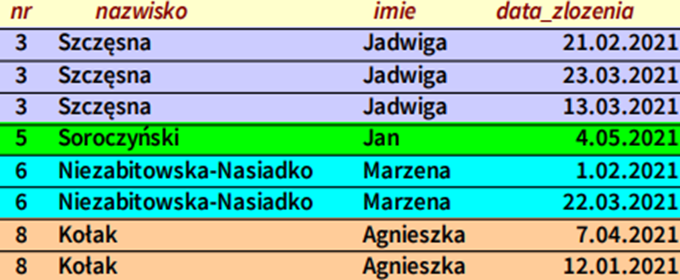 nr nazwisko imie data_zlozenia
3 Szczęsna Jadwiga 21.02.2021
3 Szczęsna Jadwiga 23.03.2021
3 Szczęsna Jadwiga 13.03.2021
5 Soroczyński Jan 4.05.2021
6 Niezabitowska-Nasiadko Marzena 1.02.2021
6 Niezabitowska-Nasiadko Marzena 22.03.2021
8 Kołak Agnieszka 7.04.2021
8 Kołak Agnieszka 12.01.2021